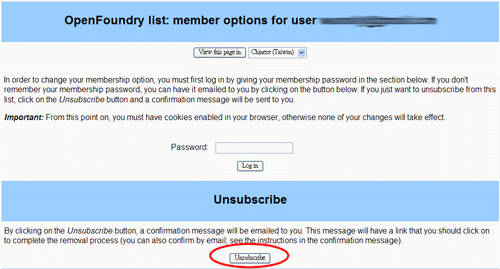 OpenFoundry list: member options for user
View this page in Chinese (Taiwan)
In order to change your membership option, you must first log in by giving your membership password in the section below. If you don't
remember your membership password, you can have it emailed to you by clicking on the button below. If you just want to unsubscribe from this
list, click on the Unsubscribe button and a confirmation message will be sent to you.
Important: From this point on, you must have cookies enabled in your browser, otherwise none of your changes will take effect.
Password:
Log in
Unsubscribe
By clicking on the Unsubscribe button, a confirmation message will be emailed to you. This message will have a link that you should click on
to complete the removal process (you can also confirm by email; see the instructions in the confirmation message).
Unsubscribe